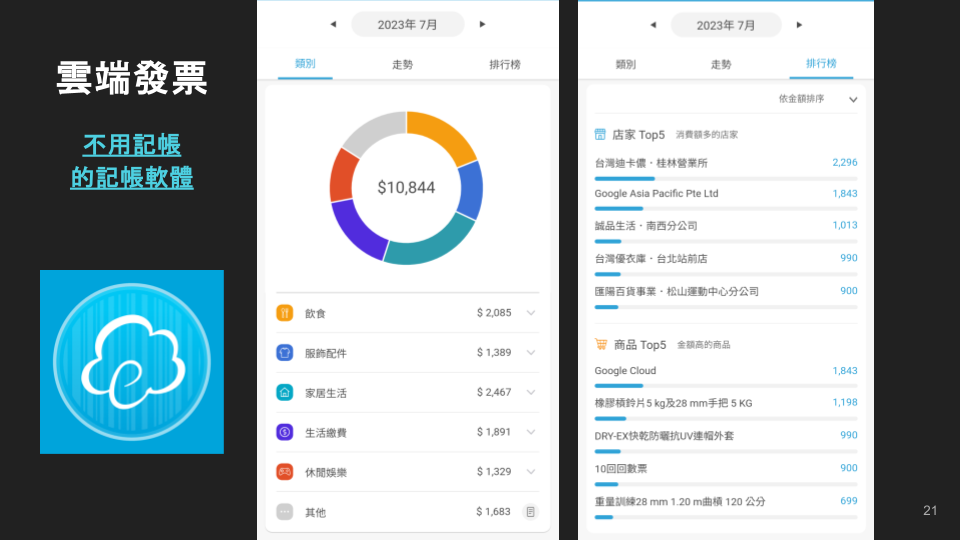 雲端發票
不用記帳
的記帳軟體
2023年 7月
類別
走勢
排行榜
$10,844
飲食
$ 2,085
服飾配件
$ 1,389
家居生活
$ 2,467
生活繳費
$ 1,891
休閒娛樂
$ 1,329
其他
$ 1,683
2023年 7月
類別
走勢
排行榜
依金額排序
店家 Top5 消費額多的店家
台灣迪卡儂・桂林營業所 2,296
Google Asia Pacific Pte Ltd 1,843
誠品生活・南西分公司 1,013
台灣優衣庫・台北站前店 990
匯陽百貨事業・松山運動中心分公司 900
商品 Top5 金額高的商品
Google Cloud 1,843
橡膠槓鈴片5 kg及28 mm手把 5 KG 1,198
DRY-EX快乾防曬抗UV連帽外套 990
10回回數票 900
重量訓練28 mm 1.20 m曲槓 120 公分 699
21